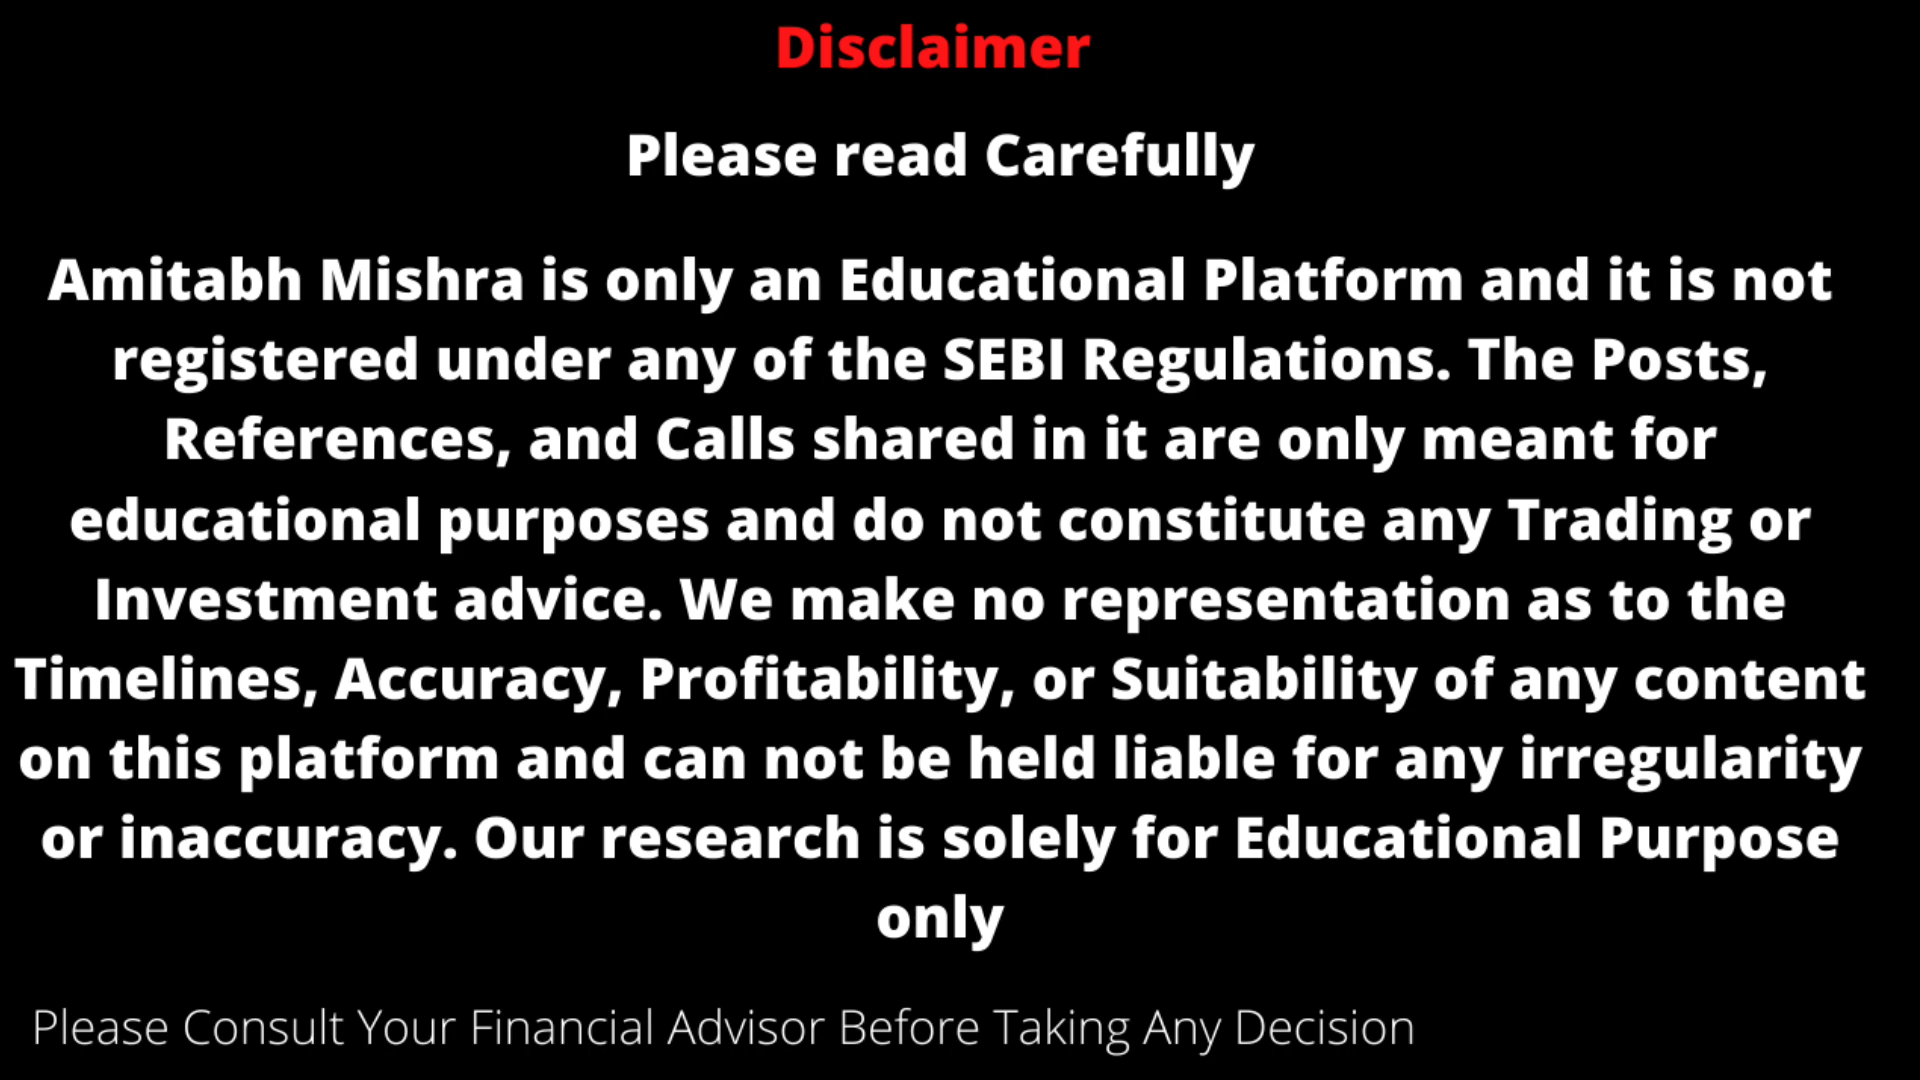 Disclaimer
Please read Carefully
Amitabh Mishra is only an Educational Platform and it is not
registered under any of the SEBI Regulations. The Posts,
References, and Calls shared in it are only meant for
educational purposes and do not constitute any Trading or
Investment advice. We make no representation as to the
Timelines, Accuracy, Profitability, or Suitability of any content
on this platform and can not be held liable for any irregularity
or inaccuracy. Our research is solely for Educational Purpose
only
Please Consult Your Financial Advisor Before Taking Any Decision